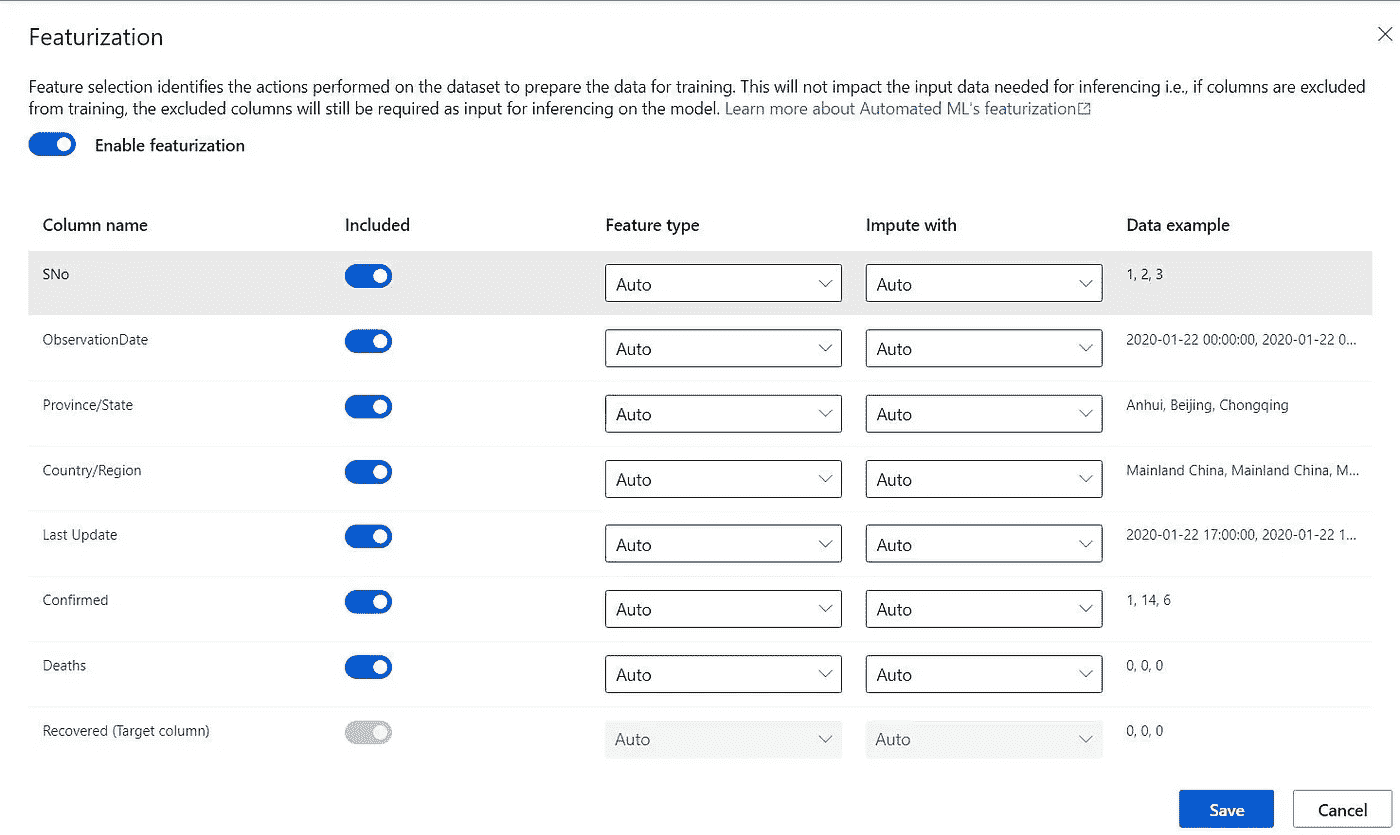 Featurization
Feature selection identifies the actions performed on the dataset to prepare the data for training. This will not impact the input data needed for inferencing i.e., if columns are excluded
from training, the excluded columns will still be required as input for inferencing on the model. Learn more about Automated ML's featurization
Enable featurization
Column name Included Feature type Impute with Data example
SNo Auto Auto 1, 2, 3
ObservationDate Auto Auto 2020-01-22 00:00:00, 2020-01-22 0...
Province/State Auto Auto Anhui, Beijing, Chongqing
Country/Region Auto Auto Mainland China, Mainland China, M...
Last Update Auto Auto 2020-01-22 17:00:00, 2020-01-22 1...
Confirmed Auto Auto 1, 14, 6
Deaths Auto Auto 0, 0, 0
Recovered (Target column) Auto Auto 0, 0, 0
Save Cancel